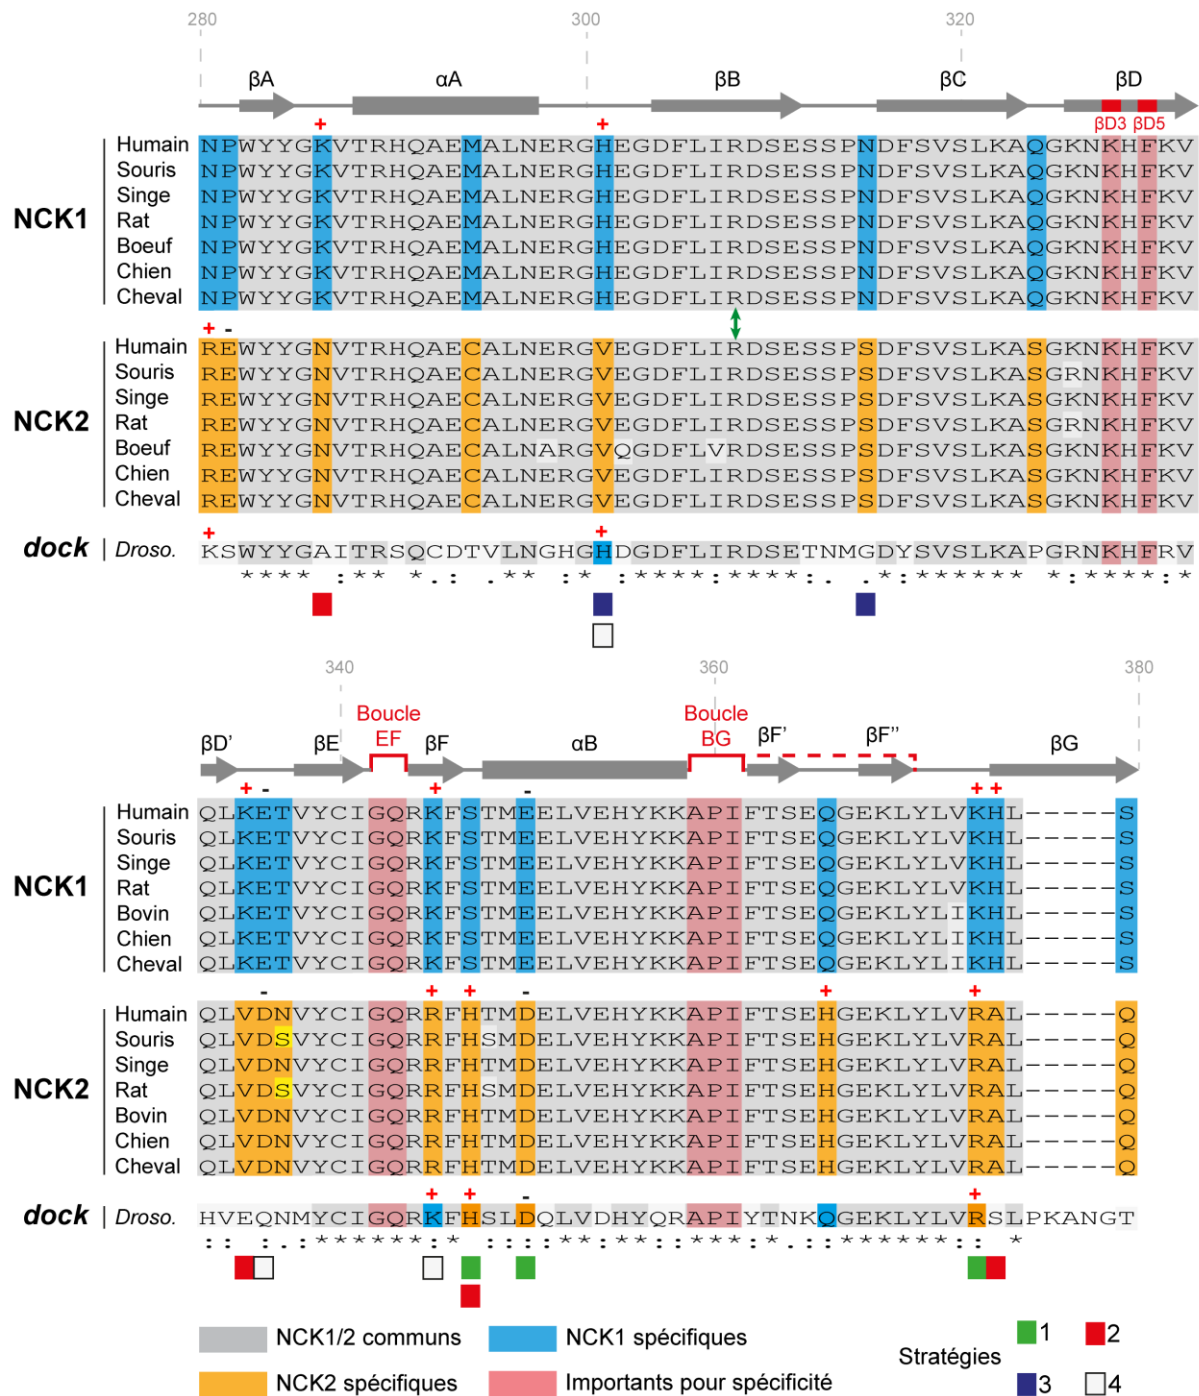 280 300 320
βA αA βB βC βD
βD3 βD5
+ +
Humain NPWYYGKVTRHQAEMALNERGHEGDFLIRDSESSPNDFSVSLKAQGKNKHFKV
Souris NPWYYGKVTRHQAEMALNERGHEGDFLIRDSESSPNDFSVSLKAQGKNKHFKV
Singe NPWYYGKVTRHQAEMALNERGHEGDFLIRDSESSPNDFSVSLKAQGKNKHFKV
NCK1 Rat NPWYYGKVTRHQAEMALNERGHEGDFLIRDSESSPNDFSVSLKAQGKNKHFKV
Boeuf NPWYYGKVTRHQAEMALNERGHEGDFLIRDSESSPNDFSVSLKAQGKNKHFKV
Chien NPWYYGKVTRHQAEMALNERGHEGDFLIRDSESSPNDFSVSLKAQGKNKHFKV
Cheval NPWYYGKVTRHQAEMALNERGHEGDFLIRDSESSPNDFSVSLKAQGKNKHFKV
+ -
Humain REWYYGNVTRHQAECALNERGVEGDFLIRDSESSPSDFSVSLKASGKNKHFKV
Souris REWYYGNVTRHQAECALNERGVEGDFLIRDSESSPSDFSVSLKASGRNKHFKV
Singe REWYYGNVTRHQAECALNERGVEGDFLIRDSESSPSDFSVSLKASGKNKHFKV
NCK2 Rat REWYYGNVTRHQAECALNERGVEGDFLIRDSESSPSDFSVSLKASGRNKHFKV
Boeuf REWYYGNVTRHQAECALNARGVQGDFLVRDSESSPSDFSVSLKASGKNKHFKV
Chien REWYYGNVTRHQAECALNERGVEGDFLIRDSESSPSDFSVSLKASGKNKHFKV
Cheval REWYYGNVTRHQAECALNERGVEGDFLIRDSESSPSDFSVSLKASGKNKHFKV
+ +
dock Droso. KSWYYGAITRSQCDTVLNGHGHDGDFLIRDSETNMGDYSVSLKAPGRNKHFRV
340 360 380
Boucle EF Boucle BG
βD' βE βF αB βF' βF'' βG
+ - + - + +
Humain QLKETVYCIGQRKFSTMEELVEHYKKAPIFTSEQGEKLYLVKHL-----S
Souris QLKETVYCIGQRKFSTMEELVEHYKKAPIFTSEQGEKLYLVKHL-----S
Singe QLKETVYCIGQRKFSTMEELVEHYKKAPIFTSEQGEKLYLVKHL-----S
NCK1 Rat QLKETVYCIGQRKFSTMEELVEHYKKAPIFTSEQGEKLYLVKHL-----S
Bovin QLKETVYCIGQRKFSTMEELVEHYKKAPIFTSEQGEKLYLIKHL-----S
Chien QLKETVYCIGQRKFSTMEELVEHYKKAPIFTSEQGEKLYLIKHL-----S
Cheval QLKETVYCIGQRKFSTMEELVEHYKKAPIFTSEQGEKLYLIKHL-----S
- + + - + +
Humain QLVDNVYCIGQRRFHTMDELVEHYKKAPIFTSEHGEKLYLVRAL-----Q
Souris QLVDSVYCIGQRRFHSMDELVEHYKKAPIFTSEHGEKLYLVRAL-----Q
Singe QLVDNVYCIGQRRFHTMDELVEHYKKAPIFTSEHGEKLYLVRAL-----Q
NCK2 Rat QLVDSVYCIGQRRFHSMDELVEHYKKAPIFTSEHGEKLYLVRAL-----Q
Bovin QLVDNVYCIGQRRFHTMDELVEHYKKAPIFTSEHGEKLYLVRAL-----Q
Chien QLVDNVYCIGQRRFHTMDELVEHYKKAPIFTSEHGEKLYLVRAL-----Q
Cheval QLVDNVYCIGQRRFHTMDELVEHYKKAPIFTSEHGEKLYLVRAL-----Q
+ + - +
dock Droso. HVEQNMYCIGQRKFHSLDQLVDHYQRAPIYTNKQGEKLYLVRSLPKANGT
NCK1/2 communs NCK1 spécifiques
NCK2 spécifiques Importants pour spécificité
Stratégies
1 2
3 4